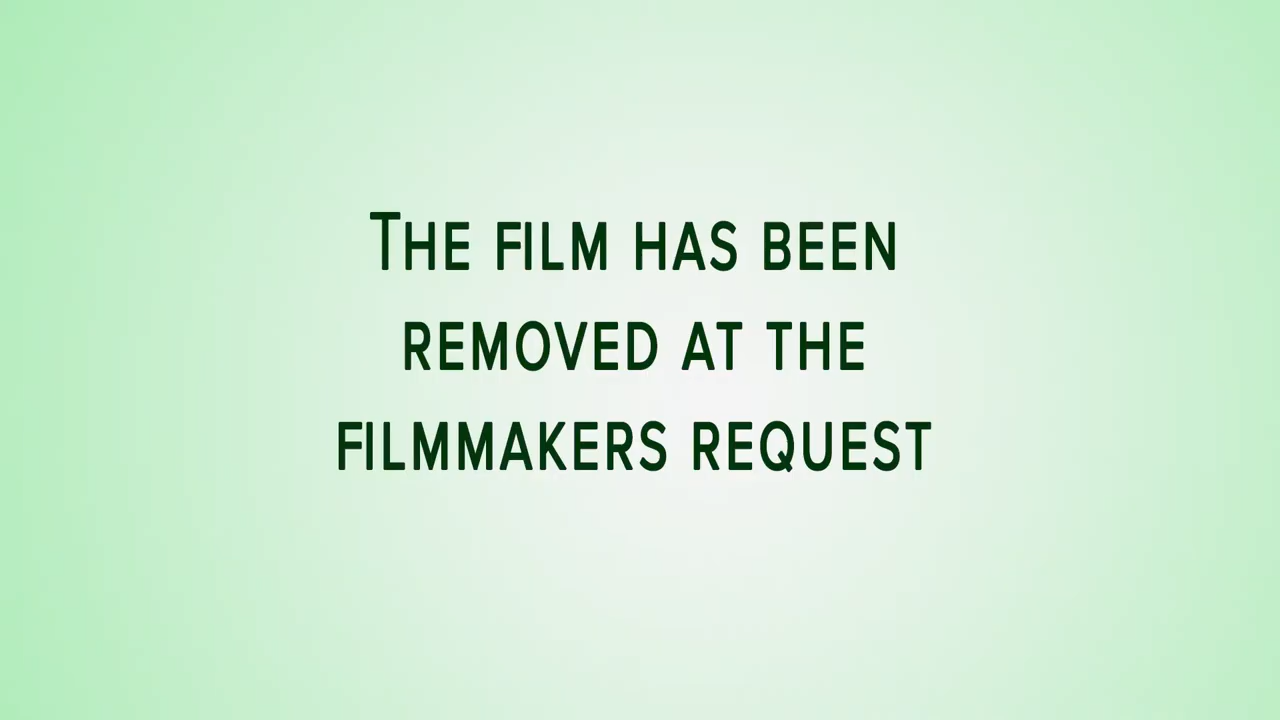 The film has been
removed at the
filmmakers request